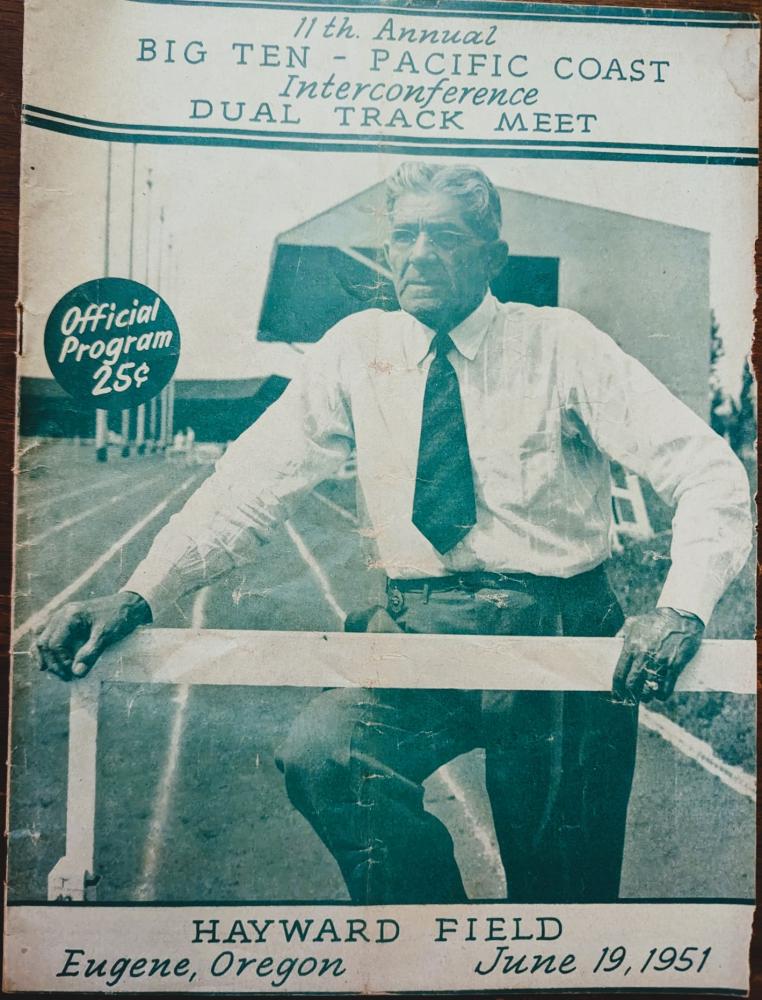 11th. Annual
BIG TEN - PACIFIC COAST
Interconference
DUAL TRACK MEET
Official
Program
25¢
HAYWARD FIELD
Eugene, Oregon June 19, 1951